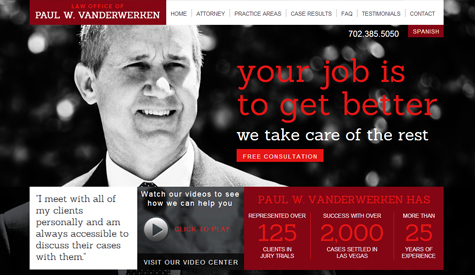 LAW OFFICE OF
PAUL W. VANDERWERKEN
HOME
ATTORNEY
PRACTICE AREAS
CASE RESULTS
FAQ
TESTIMONIALS
CONTACT
702.385.5050
SPANISH
your job is
to get better
we take care of the rest
FREE CONSULTATION
"I meet with all of
my clients
personally and am
always accessible to
discuss their cases
with them."
Watch our videos to see
how we can help you
CLICK TO PLAY
VISIT OUR VIDEO CENTER
PAUL W. VANDERWERKEN HAS
REPRESENTED OVER
125
CLIENTS IN
JURY TRIALS
SUCCESS WITH OVER
2,000
CASES SETTLED IN
LAS VEGAS
MORE THAN
25
YEARS OF
EXPERIENCE